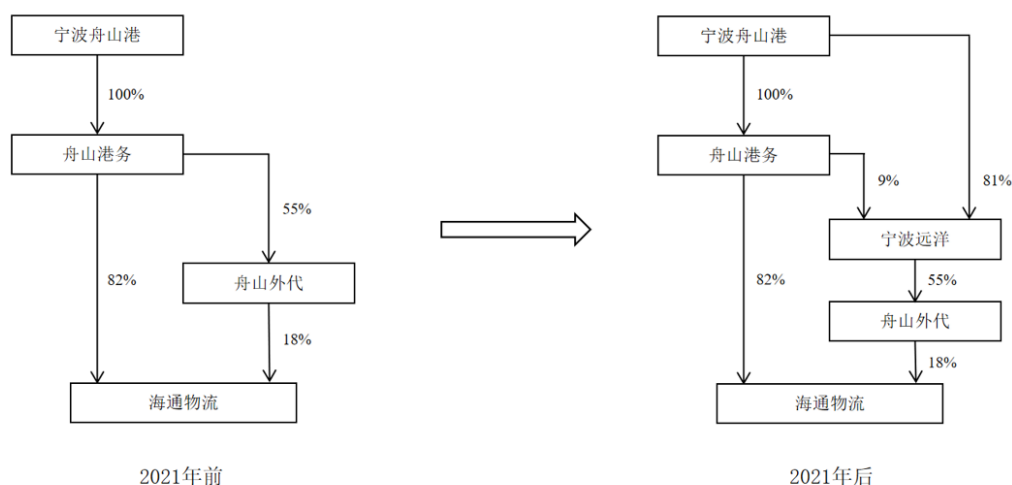 宁波舟山港
100%
舟山港务
55%
82%
舟山外代
18%
海通物流
2021年前
宁波舟山港
100%
舟山港务
9%
81%
宁波远洋
82%
55%
舟山外代
18%
海通物流
2021年后